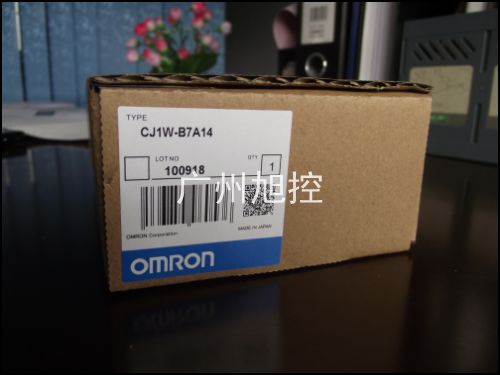 TYPE
CJ1W-B7A14
LOT NO. QTY
100918 1
广州旭控
OMRON Corporation MADE IN JAPAN
OMRON